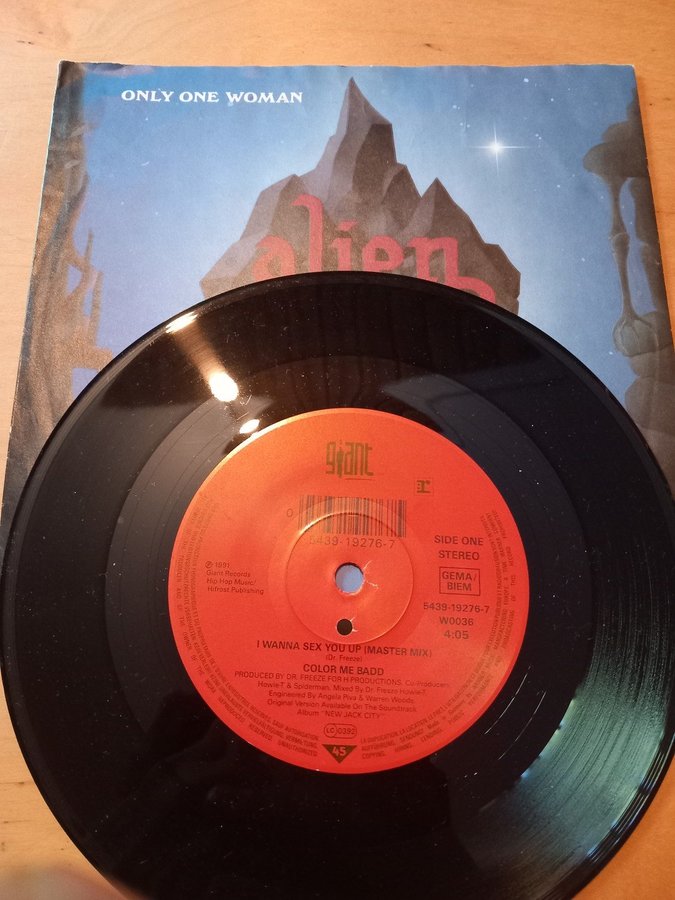 ONLY ONE WOMAN
alien
giant
0
5439-19276-7
SIDE ONE
STEREO
℗ 1991
Giant Records
Hip Hop Music/
Hifrost Publishing
GEMA/
BIEM
5439-19276-7
W0036
4:05
I WANNA SEX YOU UP (MASTER MIX)
(Dr. Freeze)
COLOR ME BADD
PRODUCED BY DR. FREEZE FOR H-PRODUCTIONS. Co-Producers:
Howie-T & Spiderman. Mixed By Dr. Freeze Howie-T.
Engineered By Angela Piva & Warren Woods.
Original Version Available On The Soundtrack
Album "NEW JACK CITY"
LC 0392
45